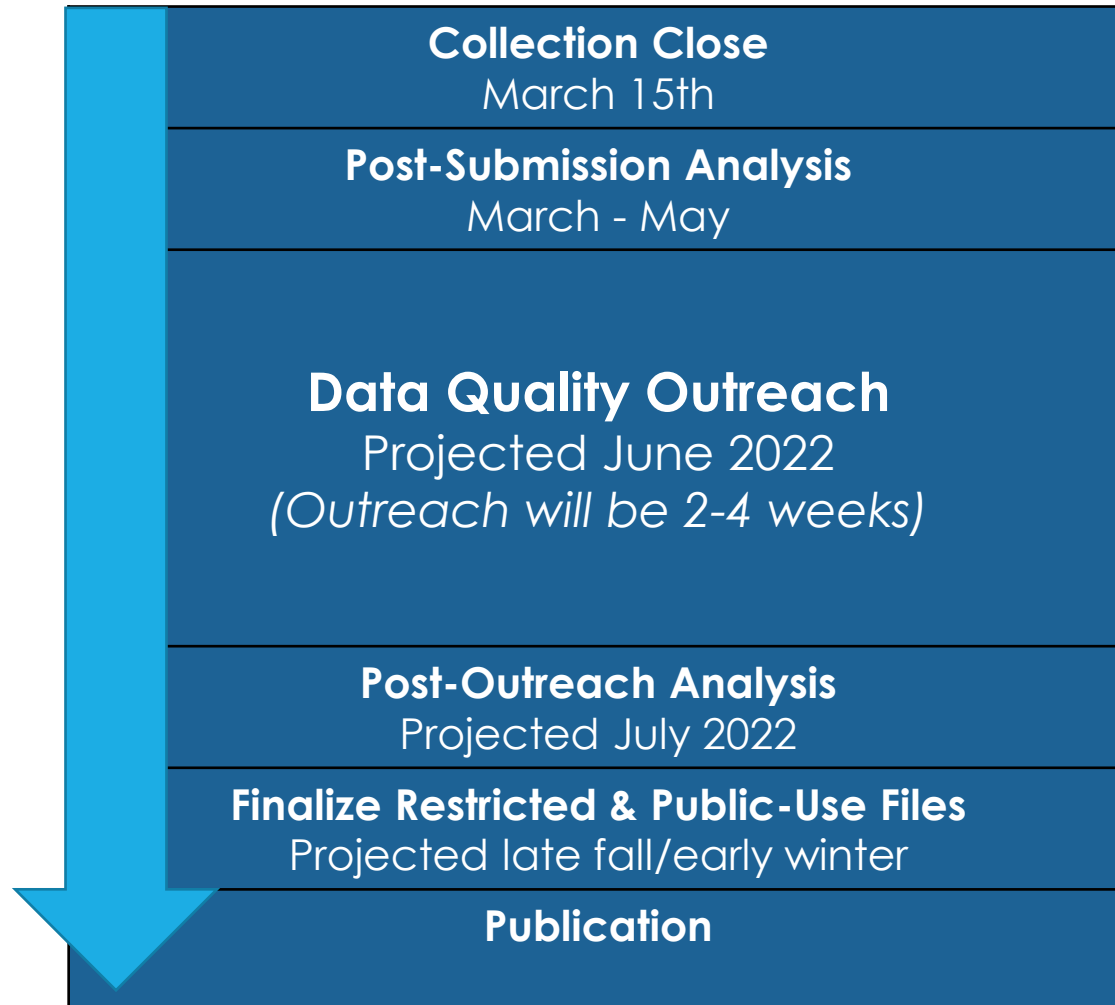 Collection Close
March 15th
Post-Submission Analysis
March - May
Data Quality Outreach
Projected June 2022
(Outreach will be 2-4 weeks)
Post-Outreach Analysis
Projected July 2022
Finalize Restricted & Public-Use Files
Projected late fall/early winter
Publication